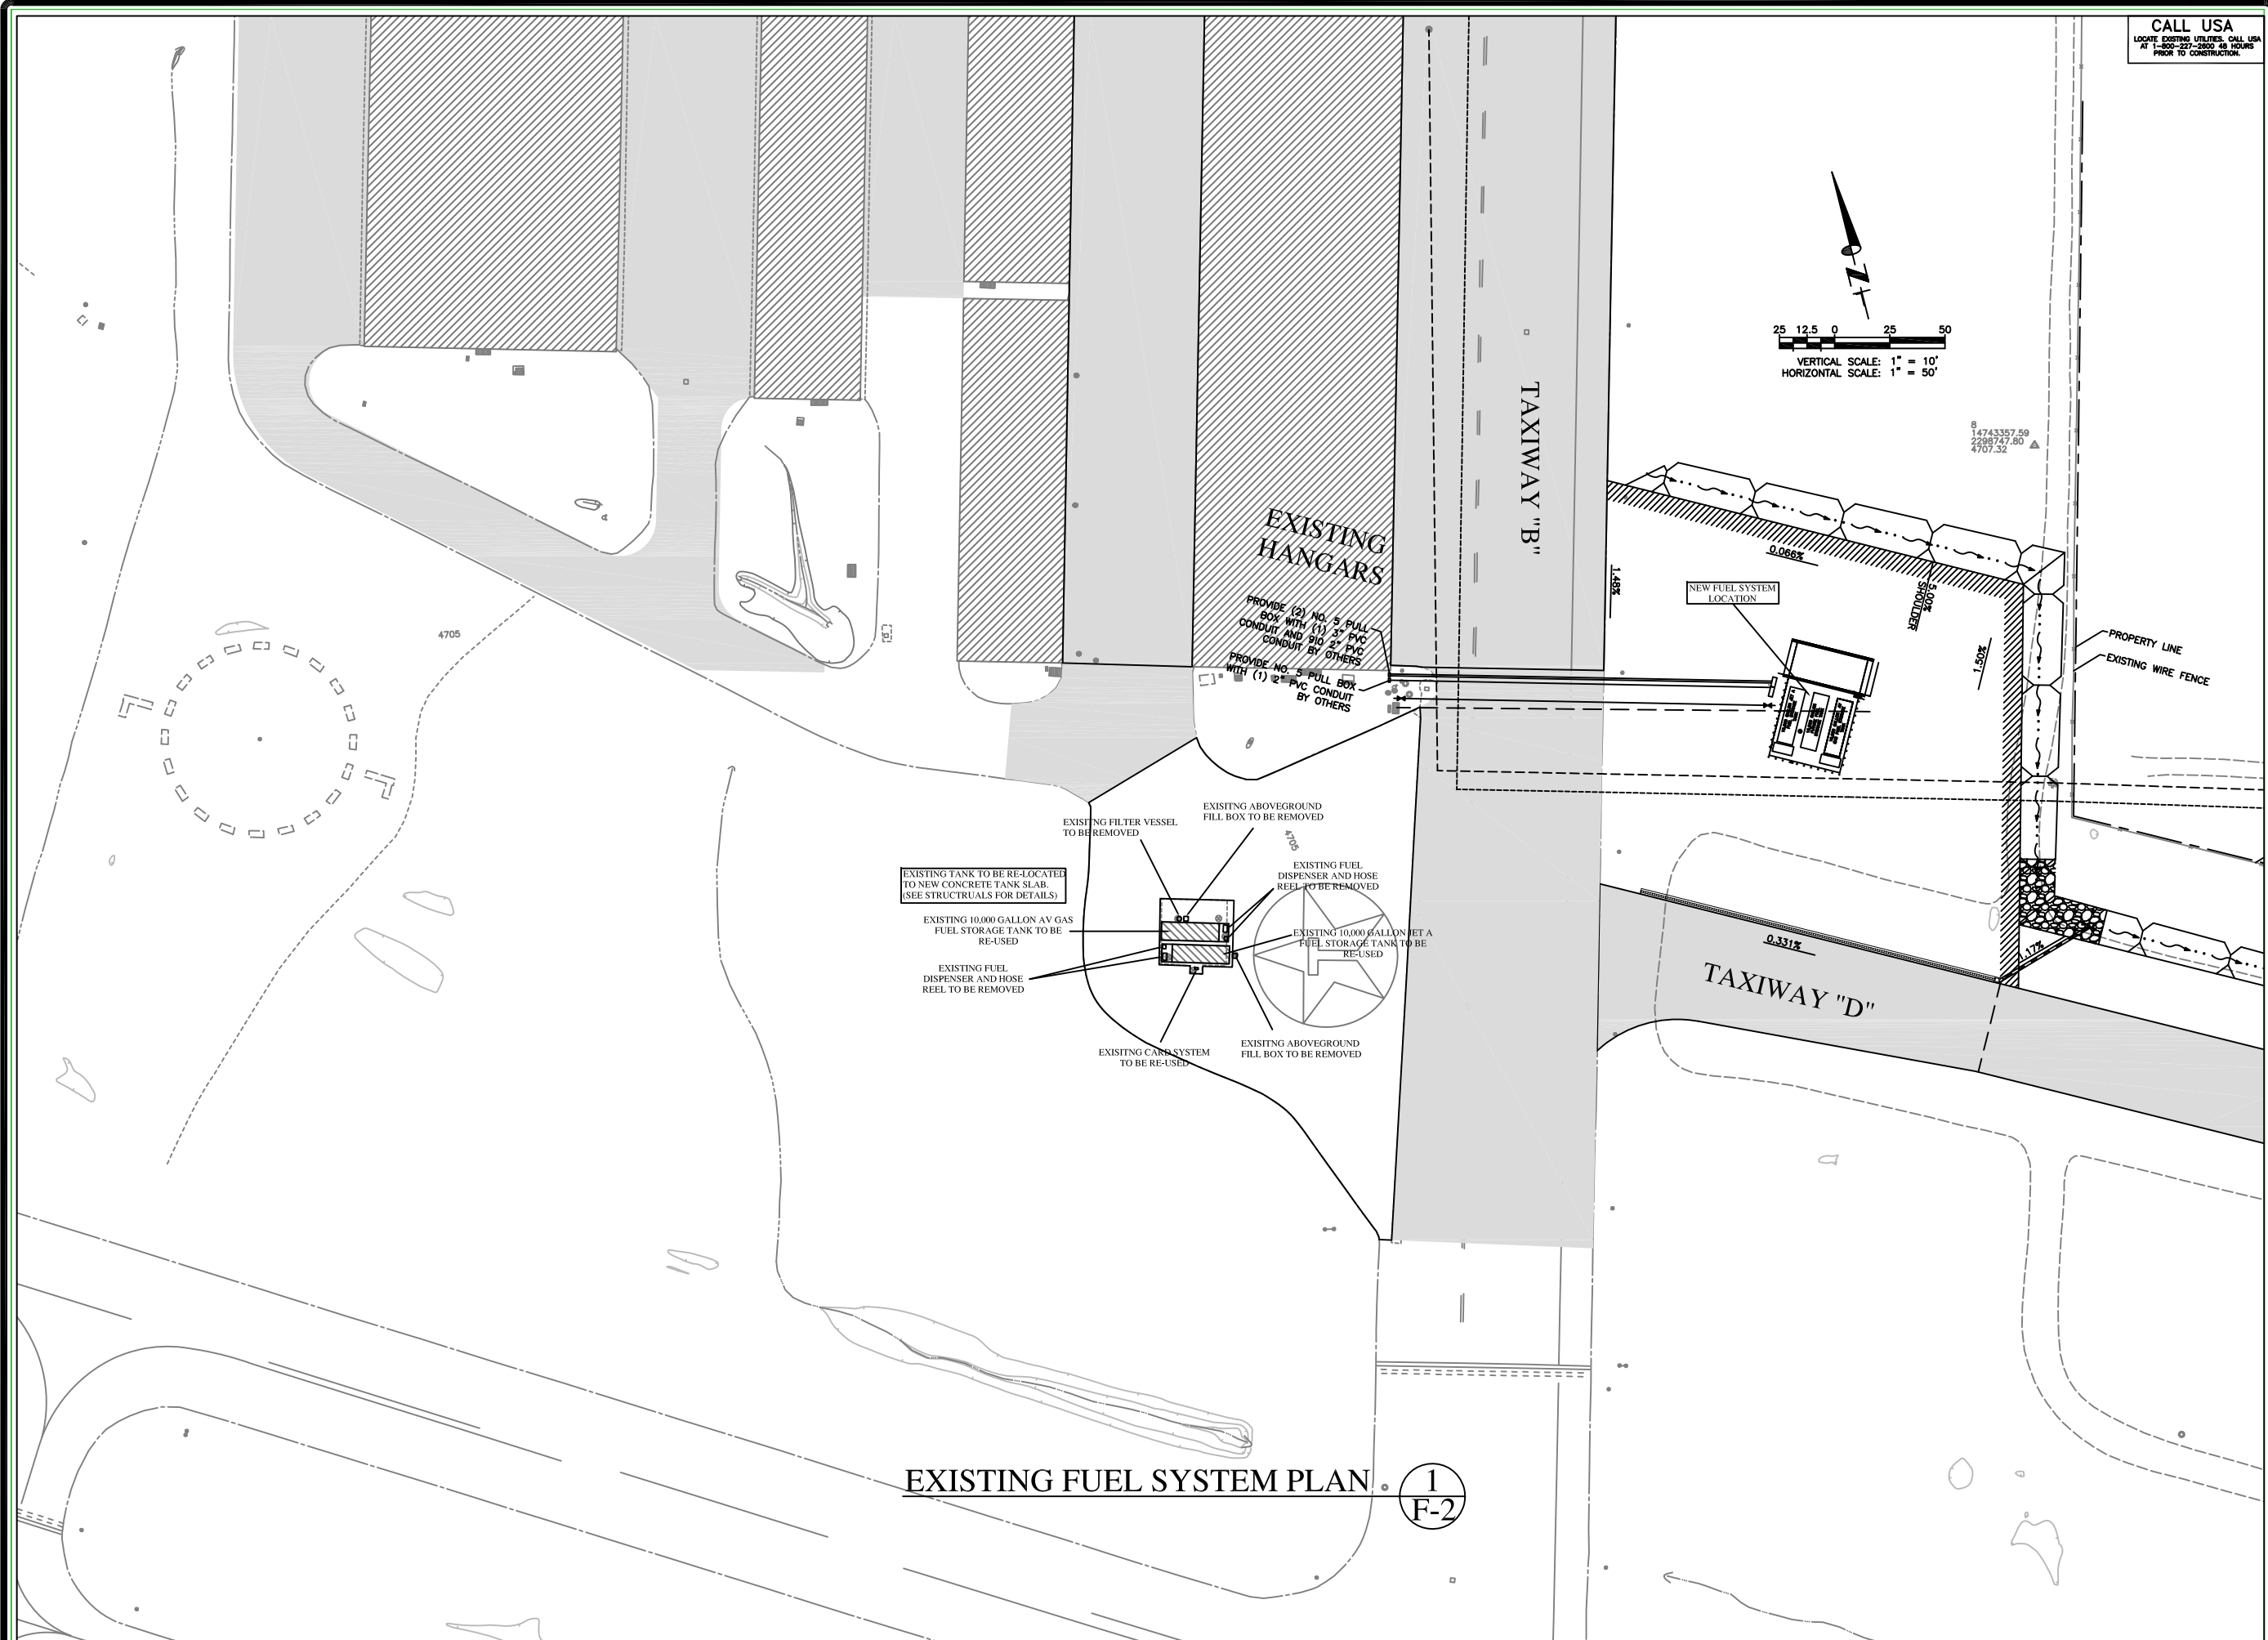 CALL USA
LOCATE EXISTING UTILITIES. CALL USA
AT 1-800-227-2600 48 HOURS
PRIOR TO CONSTRUCTION.
N
25 12.5 0 25 50
VERTICAL SCALE: 1" = 10'
HORIZONTAL SCALE: 1" = 50'
TAXIWAY "B"
8
14743357.59
2298747.80
4707.32
EXISTING
HANGARS
0.066%
1.48%
5.00%
SHOULDER
NEW FUEL SYSTEM
LOCATION
1.50%
PROPERTY LINE
EXISTING WIRE FENCE
PROVIDE (2) NO. 5 PULL
BOX WITH (1) 3" PVC
CONDUIT AND 910 2" PVC
CONDUIT BY OTHERS
PROVIDE NO. 5 PULL BOX
WITH (1) 2" PVC CONDUIT
BY OTHERS
4705
EXISITNG ABOVEGROUND
FILL BOX TO BE REMOVED
EXISITNG FILTER VESSEL
TO BE REMOVED
4705
EXISTING FUEL
DISPENSER AND HOSE
REEL TO BE REMOVED
EXISTING TANK TO BE RE-LOCATED
TO NEW CONCRETE TANK SLAB.
(SEE STRUCTRUALS FOR DETAILS)
EXISTING 10,000 GALLON AV GAS
FUEL STORAGE TANK TO BE
RE-USED
EXISTING 10,000 GALLON JET A
FUEL STORAGE TANK TO BE
RE-USED
EXISTING FUEL
DISPENSER AND HOSE
REEL TO BE REMOVED
EXISITNG CARD SYSTEM
TO BE RE-USED
EXISITNG ABOVEGROUND
FILL BOX TO BE REMOVED
0.331%
.17%
TAXIWAY "D"
EXISTING FUEL SYSTEM PLAN
1
F-2